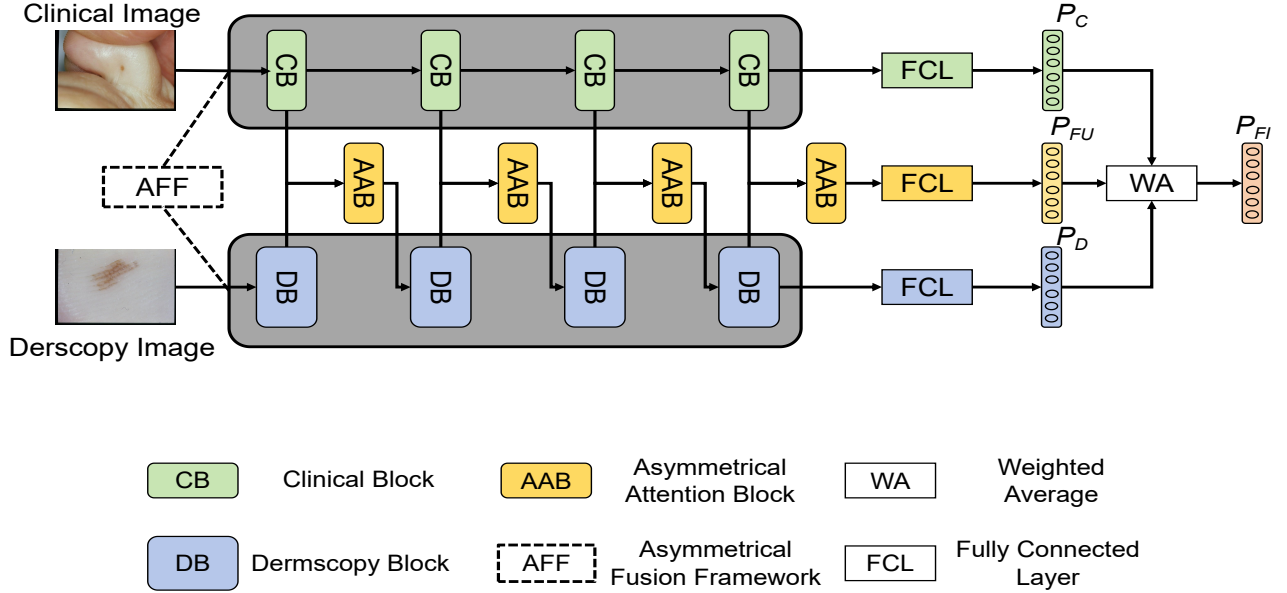 Clinical Image
P_C
CB CB CB CB FCL
P_FU P_FI
AFF AAB AAB AAB AAB FCL WA
P_D
DB DB DB DB FCL
Derscopy Image
CB Clinical Block AAB Asymmetrical
Attention Block WA Weighted
Average
DB Dermscopy Block AFF Asymmetrical
Fusion Framework FCL Fully Connected
Layer